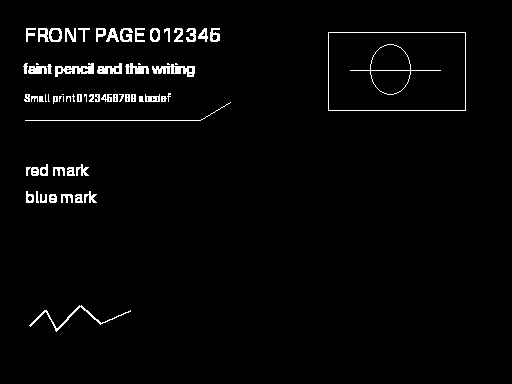 FRONT PAGE 012345
faint pencil and thin writing
Small print 0123456789 abcdef
red mark
blue mark